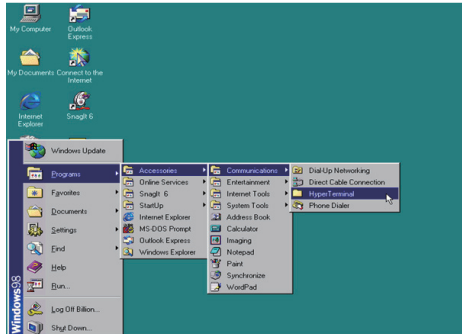 My Computer
Outlook
Express
My Documents
Connect to the
Internet
Internet
Explorer
SnagIt 6
Windows Update
Programs
Favorites
Documents
Settings
Find
Help
Run...
Log Off Billion...
Shut Down...
Windows98
Accessories
Online Services
SnagIt 6
StartUp
Internet Explorer
MS-DOS Prompt
Outlook Express
Windows Explorer
Communications
Entertainment
Internet Tools
System Tools
Address Book
Calculator
Imaging
Notepad
Paint
Synchronize
WordPad
Dial-Up Networking
Direct Cable Connection
HyperTerminal
Phone Dialer